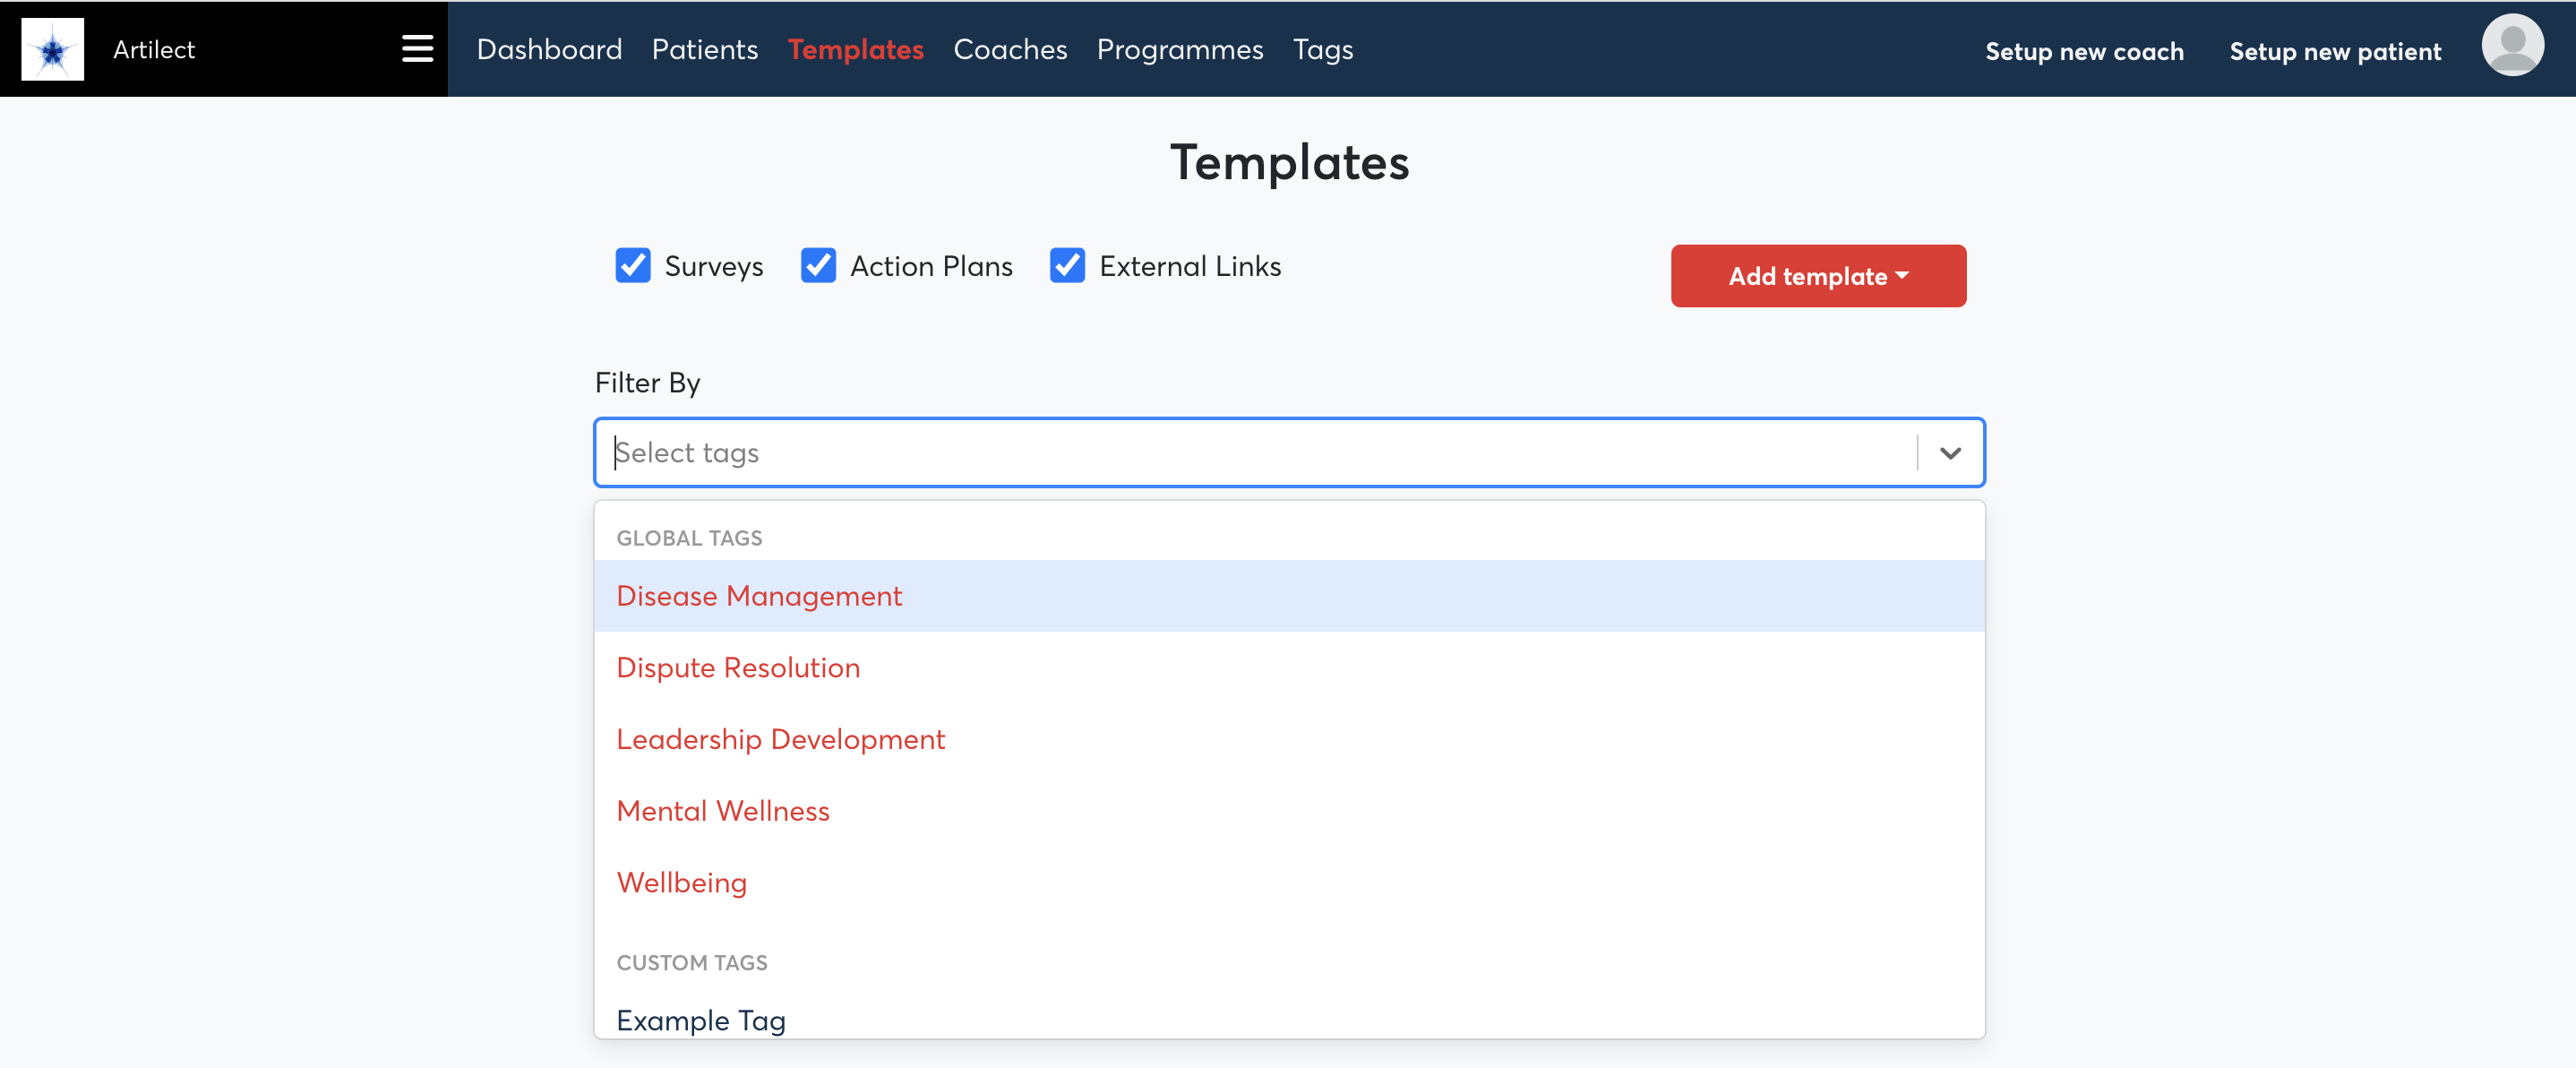 Artilect
Dashboard Patients Templates Coaches Programmes Tags
Setup new coach Setup new patient
Templates
Surveys Action Plans External Links
Add template
Filter By
Select tags
GLOBAL TAGS
Disease Management
Dispute Resolution
Leadership Development
Mental Wellness
Wellbeing
CUSTOM TAGS
Example Tag